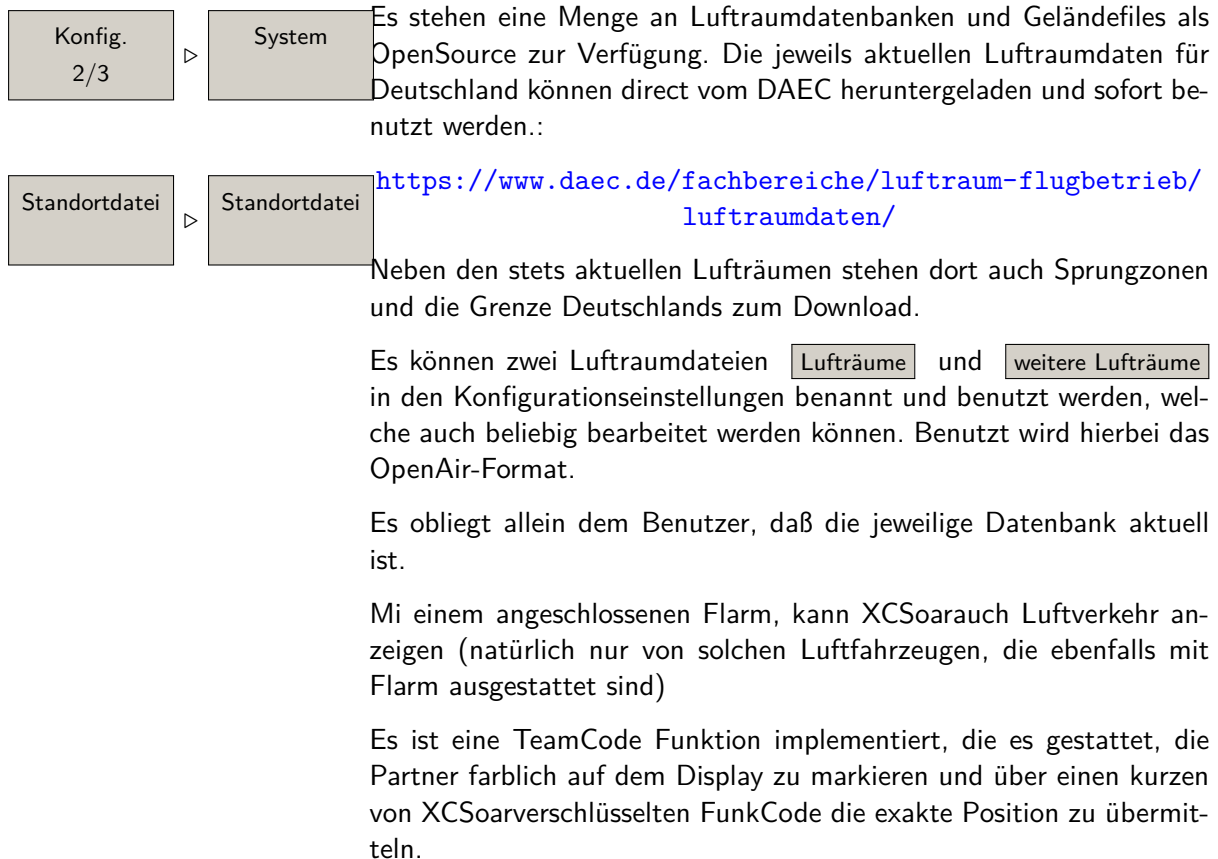 Konfig.
2/3
▷
System
Es stehen eine Menge an Luftraumdatenbanken und Geländefiles als
OpenSource zur Verfügung. Die jeweils aktuellen Luftraumdaten für
Deutschland können direct vom DAEC heruntergeladen und sofort be-
nutzt werden.:
Standortdatei
▷
Standortdatei
https://www.daec.de/fachbereiche/luftraum-flugbetrieb/
luftraumdaten/
Neben den stets aktuellen Lufträumen stehen dort auch Sprungzonen
und die Grenze Deutschlands zum Download.
Es können zwei Luftraumdateien Lufträume und weitere Lufträume
in den Konfigurationseinstellungen benannt und benutzt werden, wel-
che auch beliebig bearbeitet werden können. Benutzt wird hierbei das
OpenAir-Format.
Es obliegt allein dem Benutzer, daß die jeweilige Datenbank aktuell
ist.
Mi einem angeschlossenen Flarm, kann XCSoarauch Luftverkehr an-
zeigen (natürlich nur von solchen Luftfahrzeugen, die ebenfalls mit
Flarm ausgestattet sind)
Es ist eine TeamCode Funktion implementiert, die es gestattet, die
Partner farblich auf dem Display zu markieren und über einen kurzen
von XCSoarverschlüsselten FunkCode die exakte Position zu übermit-
teln.